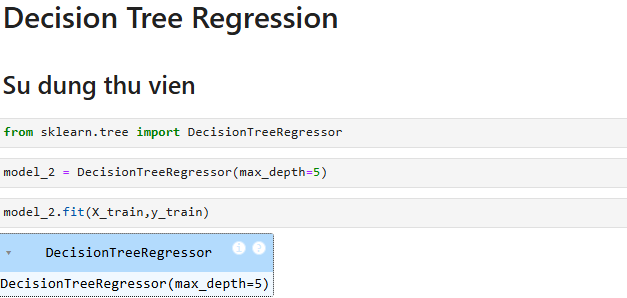 Decision Tree Regression
Su dung thu vien
from sklearn.tree import DecisionTreeRegressor
model_2 = DecisionTreeRegressor(max_depth=5)
model_2.fit(X_train,y_train)
▾ DecisionTreeRegressor i ?
DecisionTreeRegressor(max_depth=5)